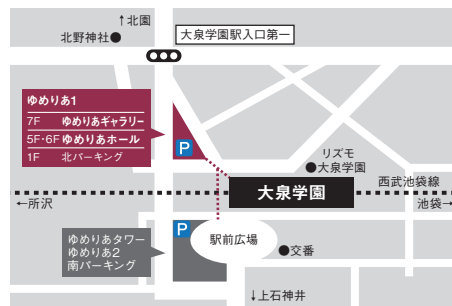 ↑北園
北野神社●
大泉学園駅入口第一
ゆめりあ1
7F ゆめりあギャラリー
5F・6F ゆめりあホール
1F 北パーキング
P
リズモ
●大泉学園
西武池袋線
大泉学園
←所沢
池袋→
P
ゆめりあタワー
ゆめりあ2
南パーキング
駅前広場
●交番
↓上石神井